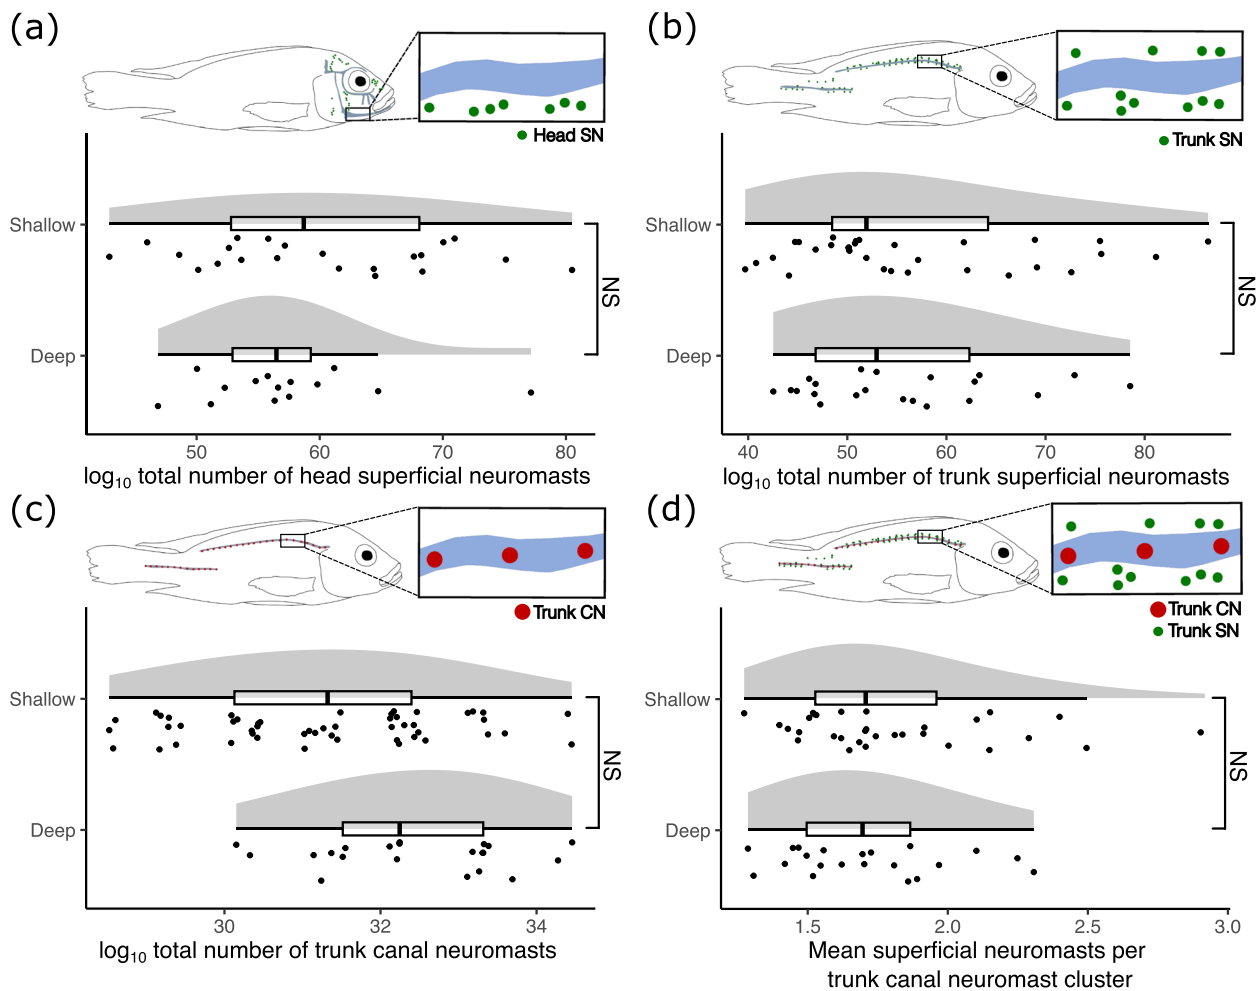 (a)
Head SN
Shallow
Deep
NS
50 60 70 80
log₁₀ total number of head superficial neuromasts
(b)
Trunk SN
Shallow
Deep
NS
40 50 60 70 80
log₁₀ total number of trunk superficial neuromasts
(c)
Trunk CN
Shallow
Deep
NS
30 32 34
log₁₀ total number of trunk canal neuromasts
(d)
Trunk CN
Trunk SN
Shallow
Deep
NS
1.5 2.0 2.5 3.0
Mean superficial neuromasts per
trunk canal neuromast cluster